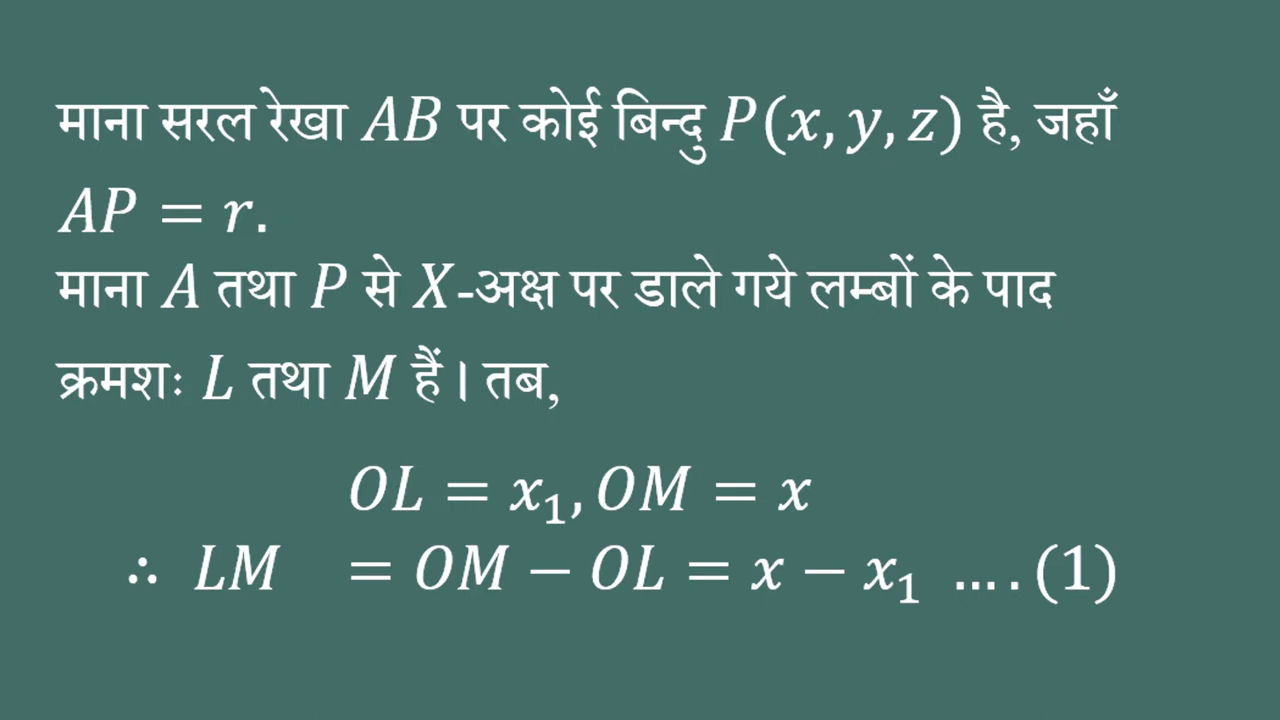 माना सरल रेखा AB पर कोई बिन्दु P(x, y, z) है, जहाँ
AP = r.
माना A तथा P से X-अक्ष पर डाले गये लम्बों के पाद
क्रमशः L तथा M हैं। तब,
OL = x₁, OM = x
∴ LM = OM − OL = x − x₁ ....(1)